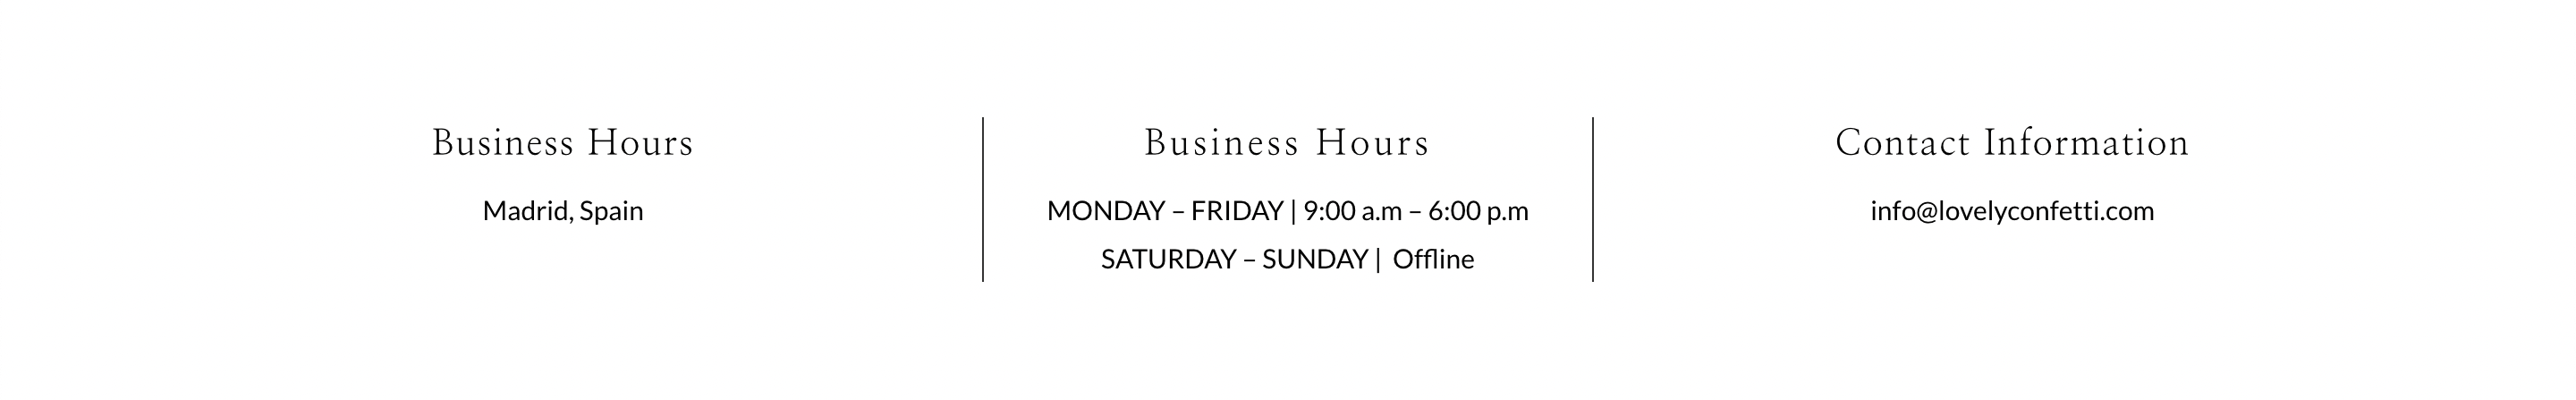 Business Hours
Madrid, Spain
Business Hours
MONDAY – FRIDAY | 9:00 a.m – 6:00 p.m
SATURDAY – SUNDAY | Offline
Contact Information
info@lovelyconfetti.com